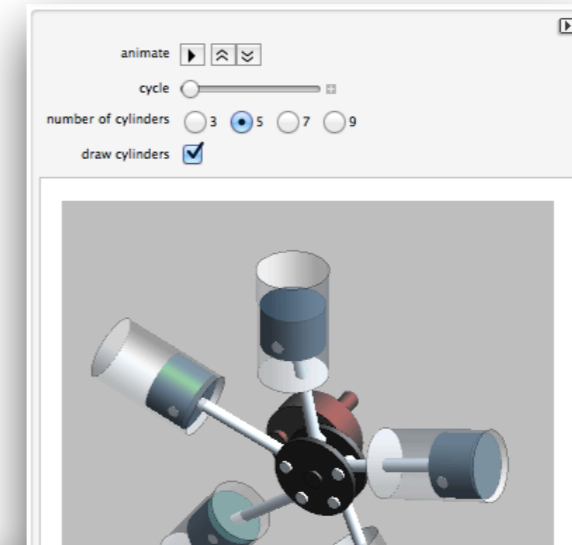 animate
cycle
number of cylinders 3 5 7 9
draw cylinders